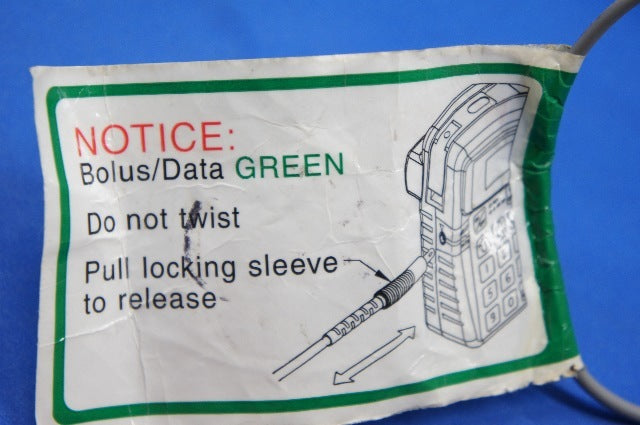 NOTICE:
Bolus/Data GREEN
Do not twist
Pull locking sleeve
to release